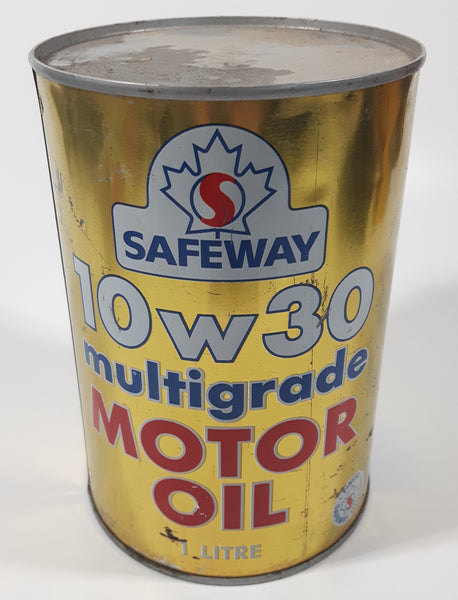 SAFEWAY
10w30
multigrade
MOTOR
OIL
1 LITRE